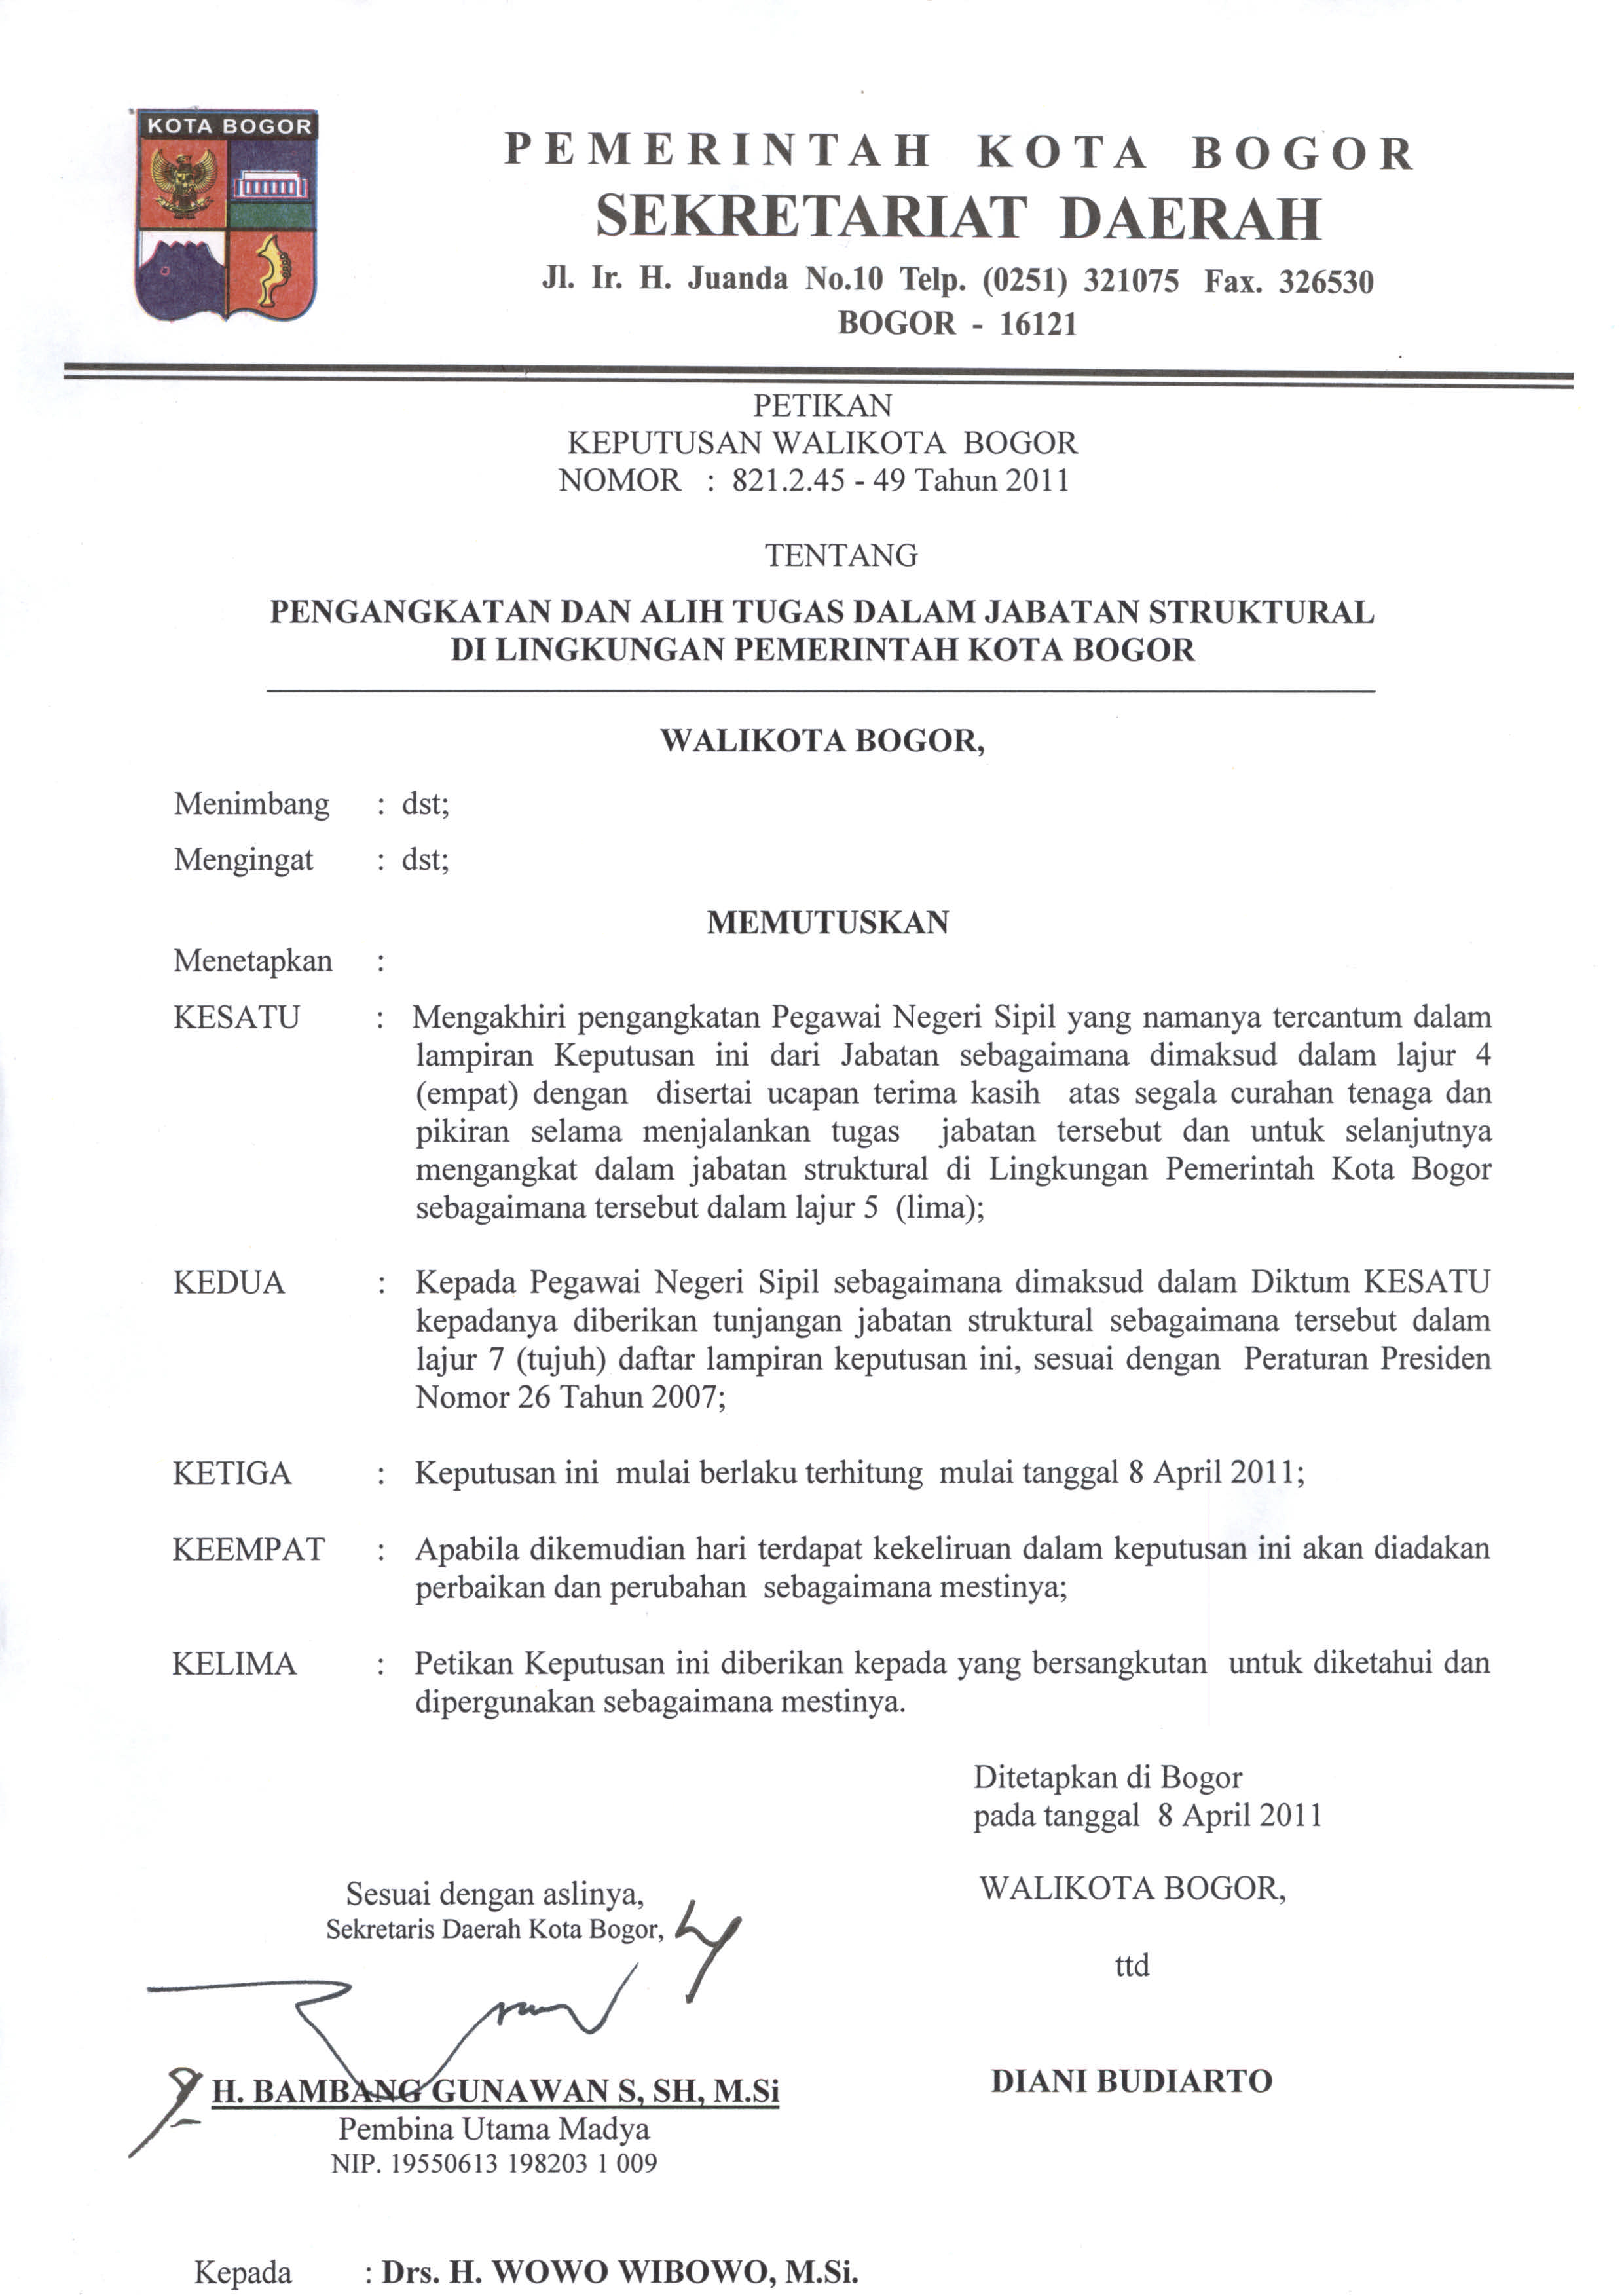 KOTA BOGOR
PEMERINTAH KOTA BOGOR
SEKRETARIAT DAERAH
Jl. Ir. H. Juanda No.10 Telp. (0251) 321075 Fax. 326530
BOGOR - 16121
PETIKAN
KEPUTUSAN WALIKOTA BOGOR
NOMOR : 821.2.45 - 49 Tahun 2011
TENTANG
PENGANGKATAN DAN ALIH TUGAS DALAM JABATAN STRUKTURAL
DI LINGKUNGAN PEMERINTAH KOTA BOGOR
WALIKOTA BOGOR,
Menimbang : dst;
Mengingat : dst;
MEMUTUSKAN
Menetapkan :
KESATU : Mengakhiri pengangkatan Pegawai Negeri Sipil yang namanya tercantum dalam
lampiran Keputusan ini dari Jabatan sebagaimana dimaksud dalam lajur 4
(empat) dengan disertai ucapan terima kasih atas segala curahan tenaga dan
pikiran selama menjalankan tugas jabatan tersebut dan untuk selanjutnya
mengangkat dalam jabatan struktural di Lingkungan Pemerintah Kota Bogor
sebagaimana tersebut dalam lajur 5 (lima);
KEDUA : Kepada Pegawai Negeri Sipil sebagaimana dimaksud dalam Diktum KESATU
kepadanya diberikan tunjangan jabatan struktural sebagaimana tersebut dalam
lajur 7 (tujuh) daftar lampiran keputusan ini, sesuai dengan Peraturan Presiden
Nomor 26 Tahun 2007;
KETIGA : Keputusan ini mulai berlaku terhitung mulai tanggal 8 April 2011;
KEEMPAT : Apabila dikemudian hari terdapat kekeliruan dalam keputusan ini akan diadakan
perbaikan dan perubahan sebagaimana mestinya;
KELIMA : Petikan Keputusan ini diberikan kepada yang bersangkutan untuk diketahui dan
dipergunakan sebagaimana mestinya.
Ditetapkan di Bogor
pada tanggal 8 April 2011
WALIKOTA BOGOR,
ttd
DIANI BUDIARTO
Sesuai dengan aslinya,
Sekretaris Daerah Kota Bogor,
H. BAMBANG GUNAWAN S, SH, M.Si
Pembina Utama Madya
NIP. 19550613 198203 1 009
Kepada : Drs. H. WOWO WIBOWO, M.Si.